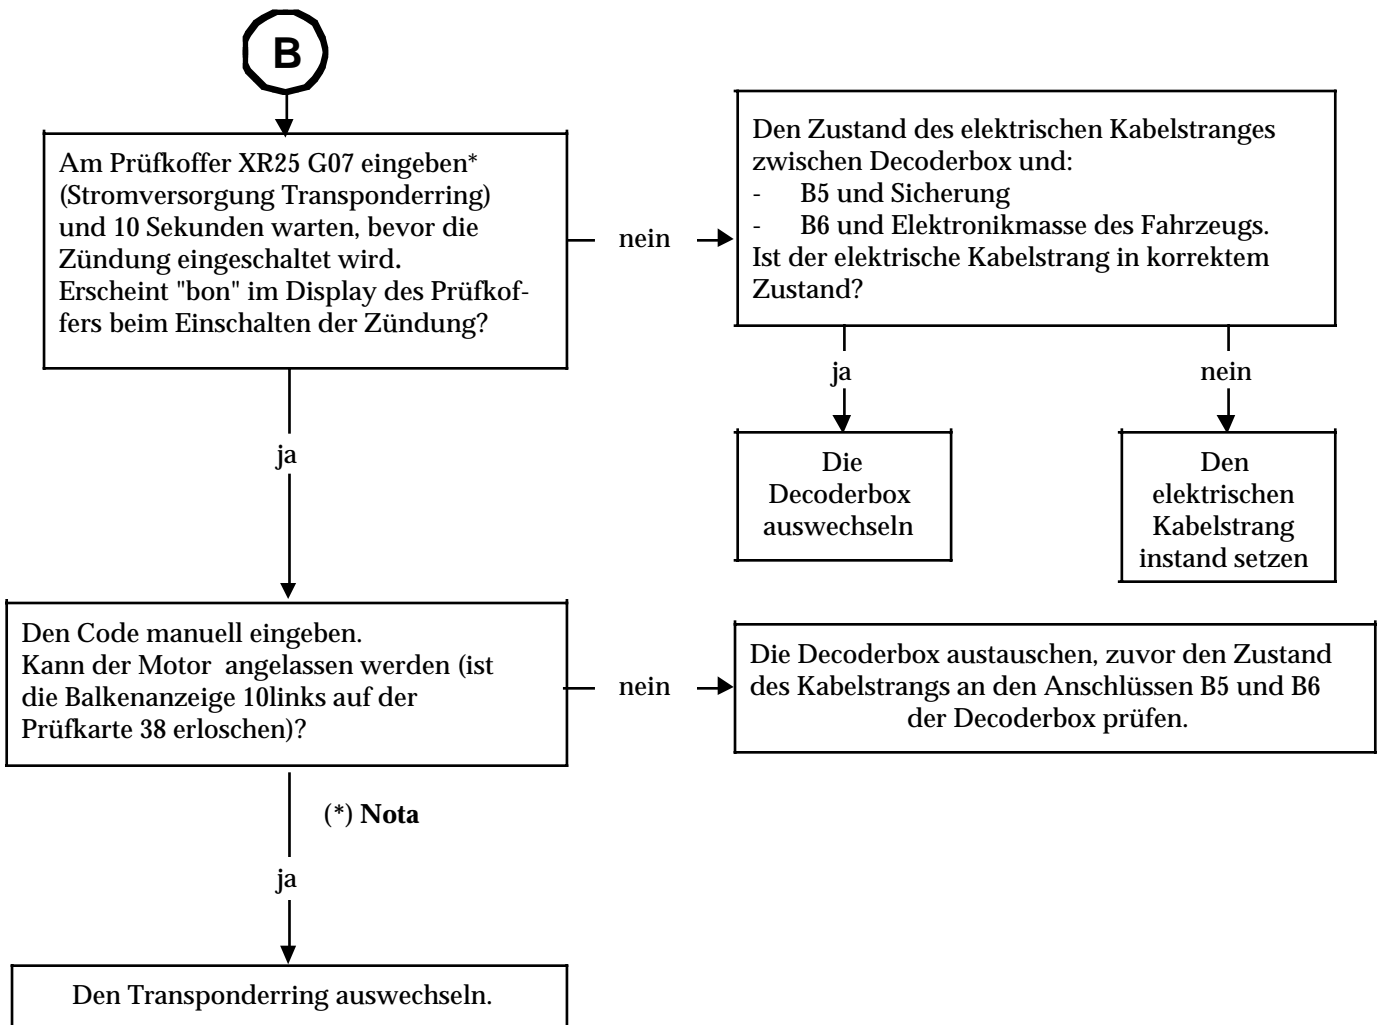 B
Am Prüfkoffer XR25 G07 eingeben*
(Stromversorgung Transponderring)
und 10 Sekunden warten, bevor die
Zündung eingeschaltet wird.
Erscheint "bon" im Display des Prüfkof-
fers beim Einschalten der Zündung?
nein
Den Zustand des elektrischen Kabelstranges
zwischen Decoderbox und:
- B5 und Sicherung
- B6 und Elektronikmasse des Fahrzeugs.
Ist der elektrische Kabelstrang in korrektem
Zustand?
ja
nein
Die
Decoderbox
auswechseln
Den
elektrischen
Kabelstrang
instand setzen
ja
Den Code manuell eingeben.
Kann der Motor angelassen werden (ist
die Balkenanzeige 10links auf der
Prüfkarte 38 erloschen)?
nein
Die Decoderbox austauschen, zuvor den Zustand
des Kabelstrangs an den Anschlüssen B5 und B6
der Decoderbox prüfen.
(*) Nota
ja
Den Transponderring auswechseln.